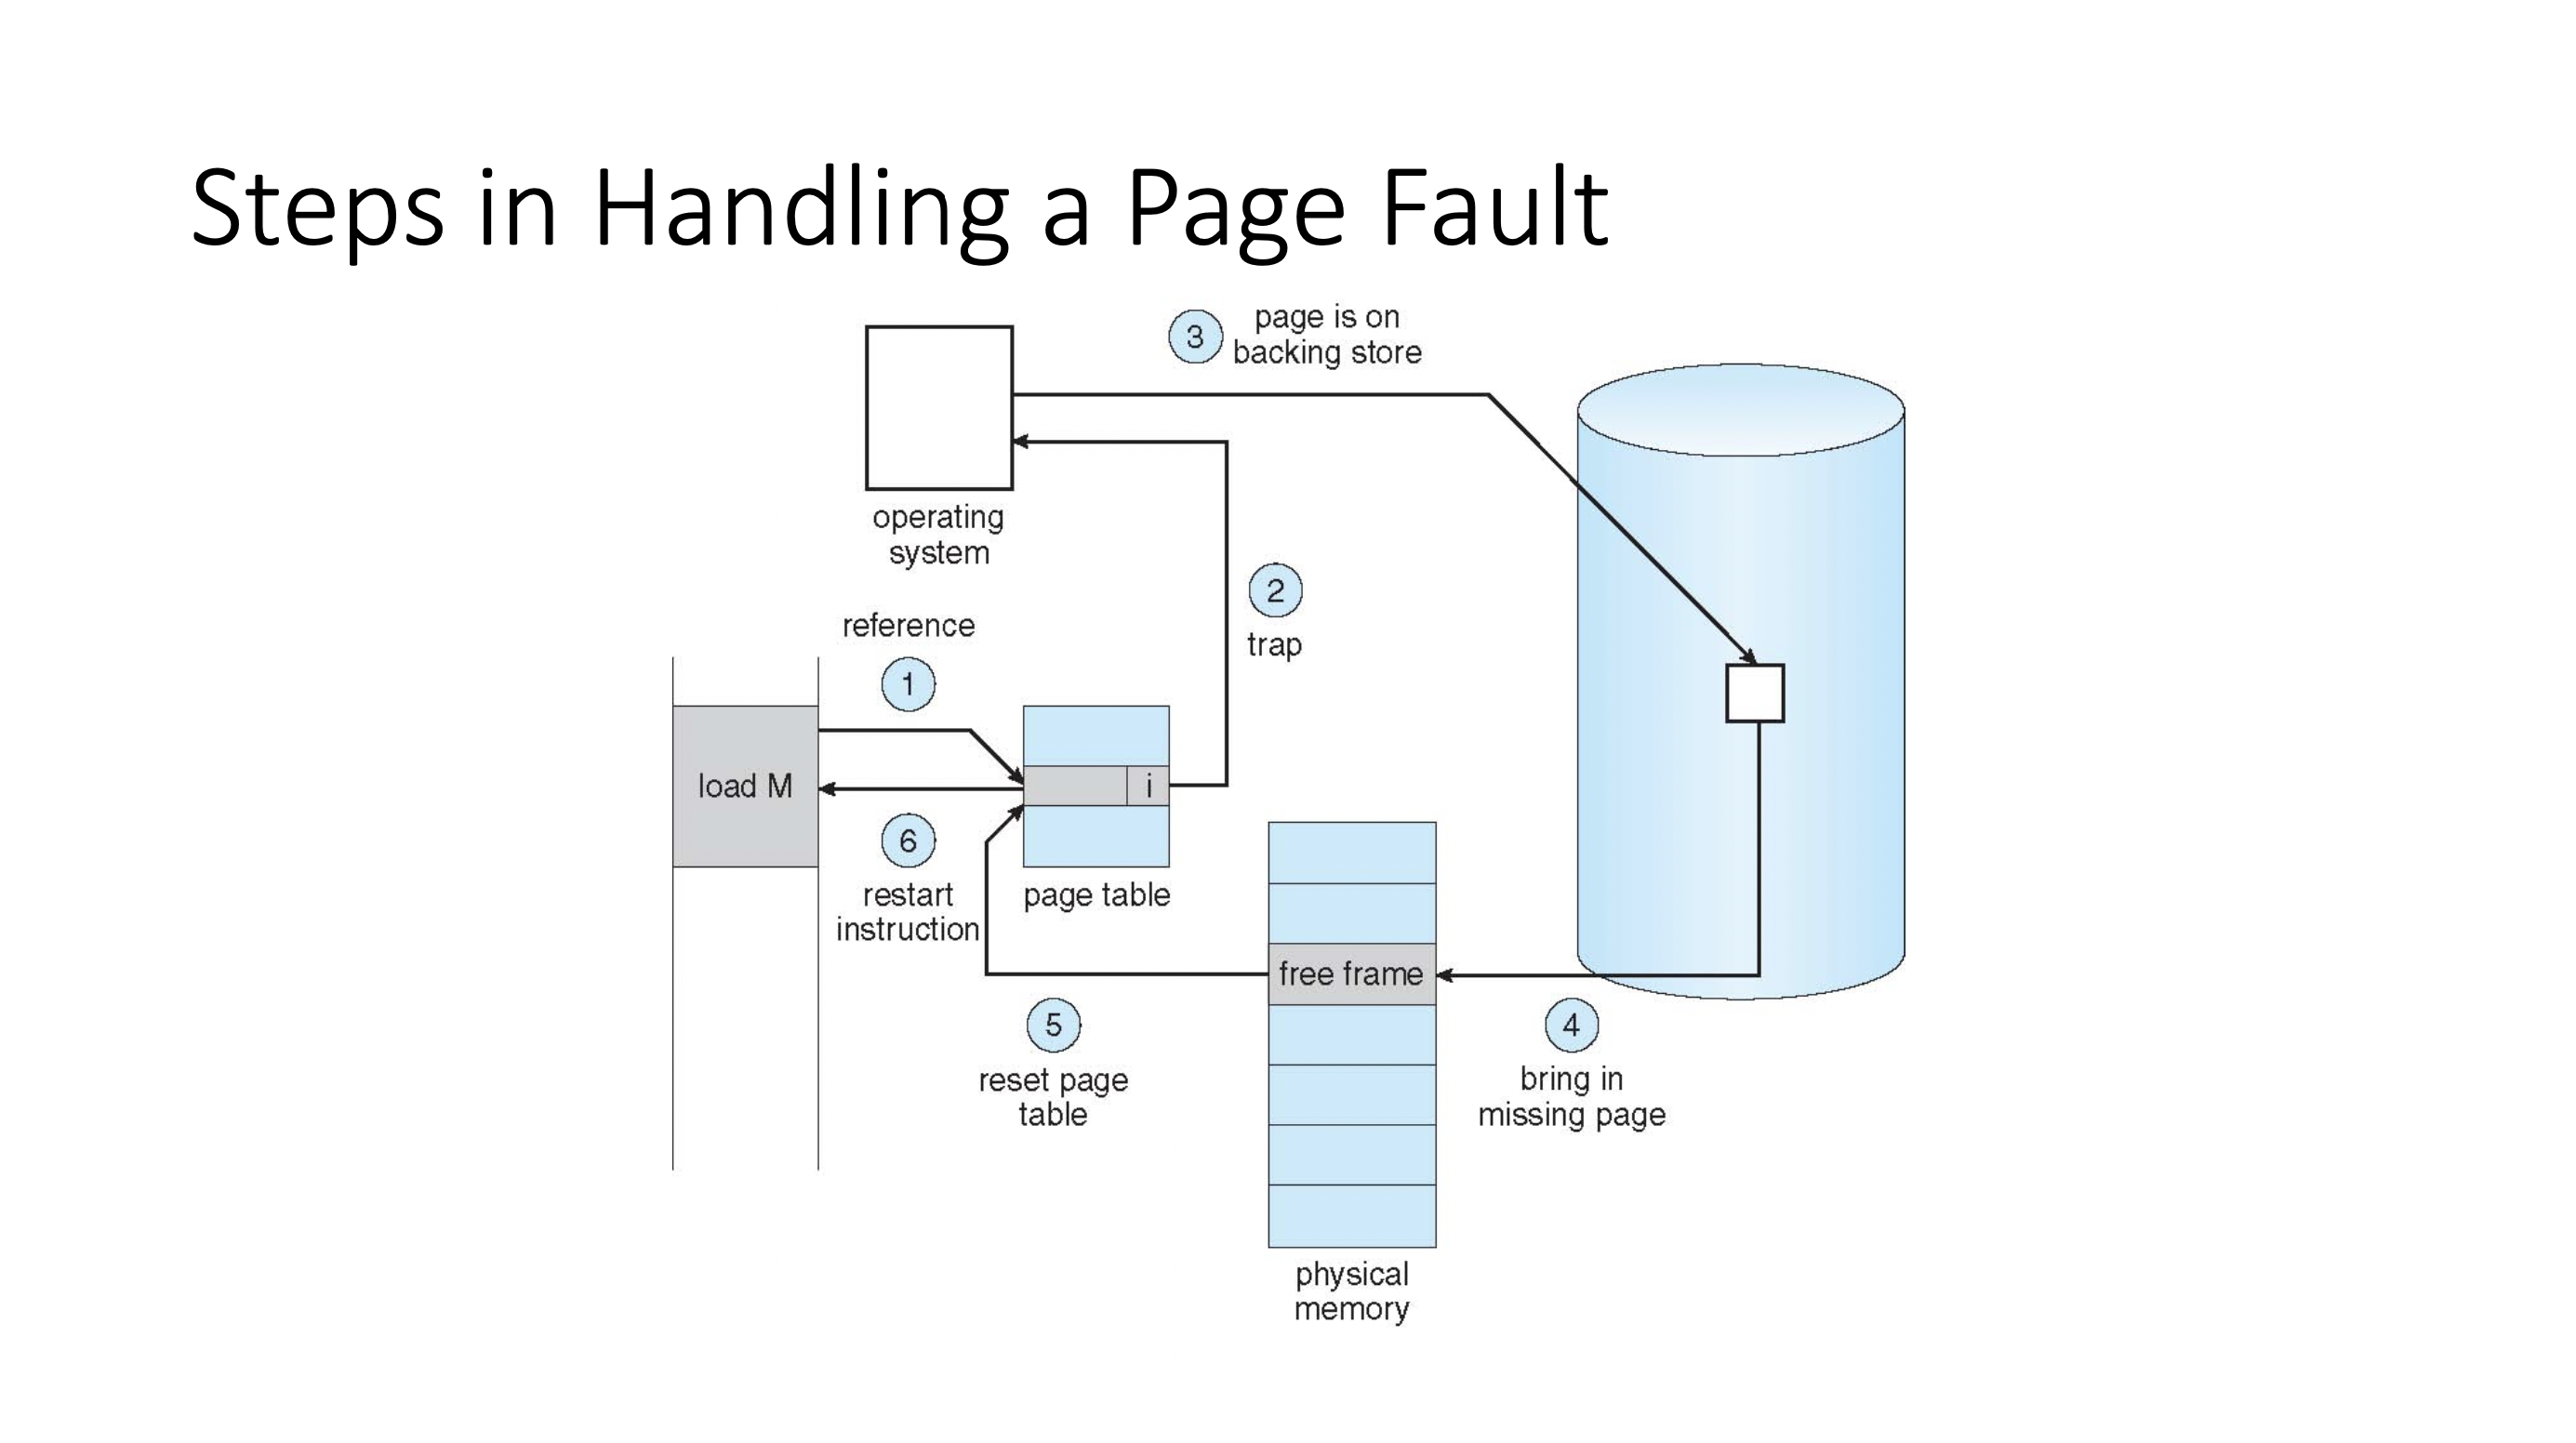 Steps in Handling a Page Fault
3
page is on
backing store
operating
system
2
trap
reference
1
load M
i
6
restart
instruction
page table
free frame
5
reset page
table
4
bring in
missing page
physical
memory